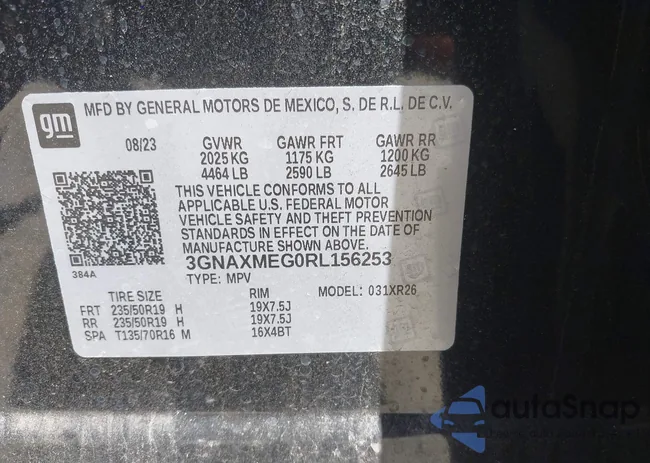 gm
MFD BY GENERAL MOTORS DE MEXICO, S. DE R.L. DE C.V.
08/23 GVWR GAWR FRT GAWR RR
2025 KG 1175 KG 1200 KG
4464 LB 2590 LB 2645 LB
THIS VEHICLE CONFORMS TO ALL
APPLICABLE U.S. FEDERAL MOTOR
VEHICLE SAFETY AND THEFT PREVENTION
STANDARDS IN EFFECT ON THE DATE OF
MANUFACTURE SHOWN ABOVE.
384A
3GNAXMEG0RL156253
TYPE: MPV MODEL: 031XR26
TIRE SIZE RIM
FRT 235/50R19 H 19X7.5J
RR 235/50R19 H 19X7.5J
SPA T135/70R16 M 16X4BT
autoSnap